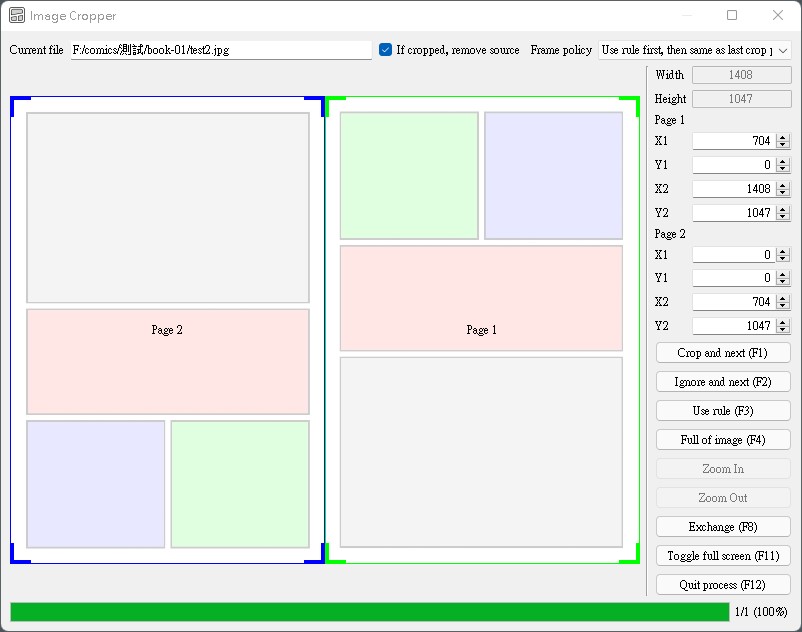 Image Cropper
Current file F:/comics/測試/book-01/test2.jpg If cropped, remove source Frame policy Use rule first, then same as last crop p
Width 1408
Height 1047
Page 1
X1 704
Y1 0
X2 1408
Y2 1047
Page 2
X1 0
Y1 0
X2 704
Y2 1047
Page 2
Page 1
Crop and next (F1)
Ignore and next (F2)
Use rule (F3)
Full of image (F4)
Zoom In
Zoom Out
Exchange (F8)
Toggle full screen (F11)
Quit process (F12)
1/1 (100%)